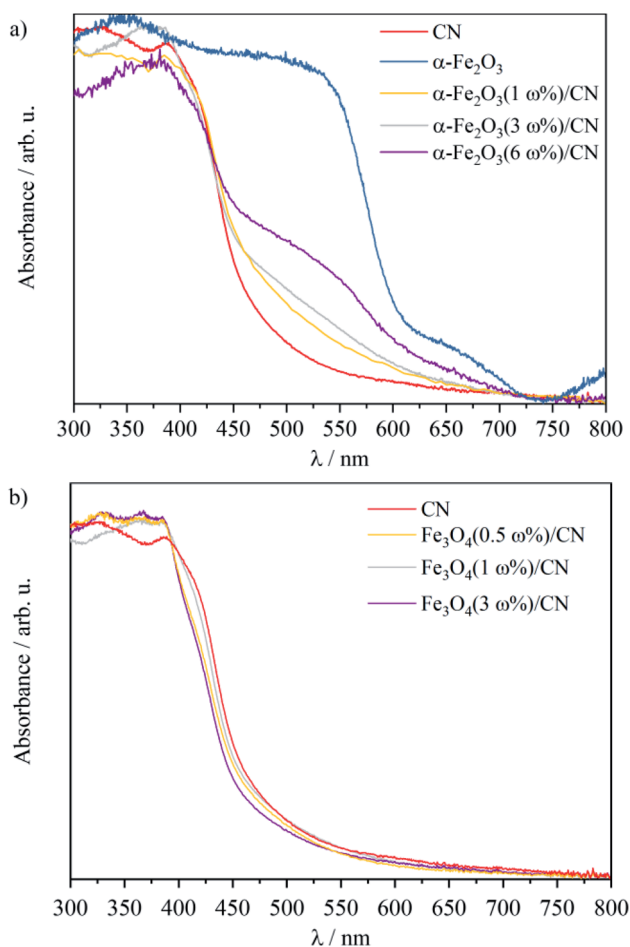 a)
CN
α-Fe₂O₃
α-Fe₂O₃(1 ω%)/CN
α-Fe₂O₃(3 ω%)/CN
α-Fe₂O₃(6 ω%)/CN
Absorbance / arb. u.
300 350 400 450 500 550 600 650 700 750 800
λ / nm
b)
CN
Fe₃O₄(0.5 ω%)/CN
Fe₃O₄(1 ω%)/CN
Fe₃O₄(3 ω%)/CN
Absorbance / arb. u.
300 350 400 450 500 550 600 650 700 750 800
λ / nm